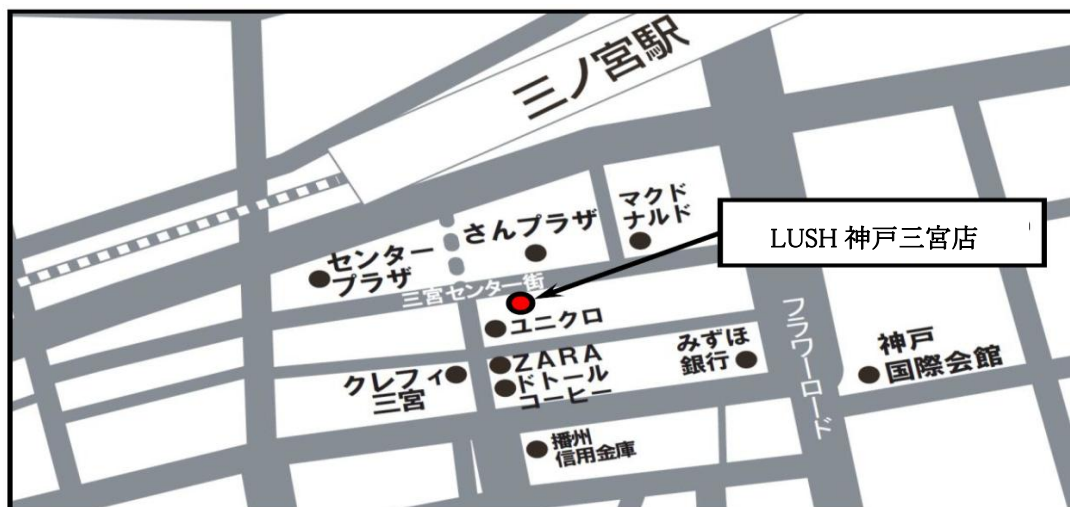 三ノ宮駅
マクド
ナルド
さんプラザ
センター
プラザ
三宮センター街
LUSH 神戸三宮店
ユニクロ
フラワーロード
みずほ
銀行
神戸
国際会館
ZARA
ドトール
コーヒー
クレフィ
三宮
播州
信用金庫